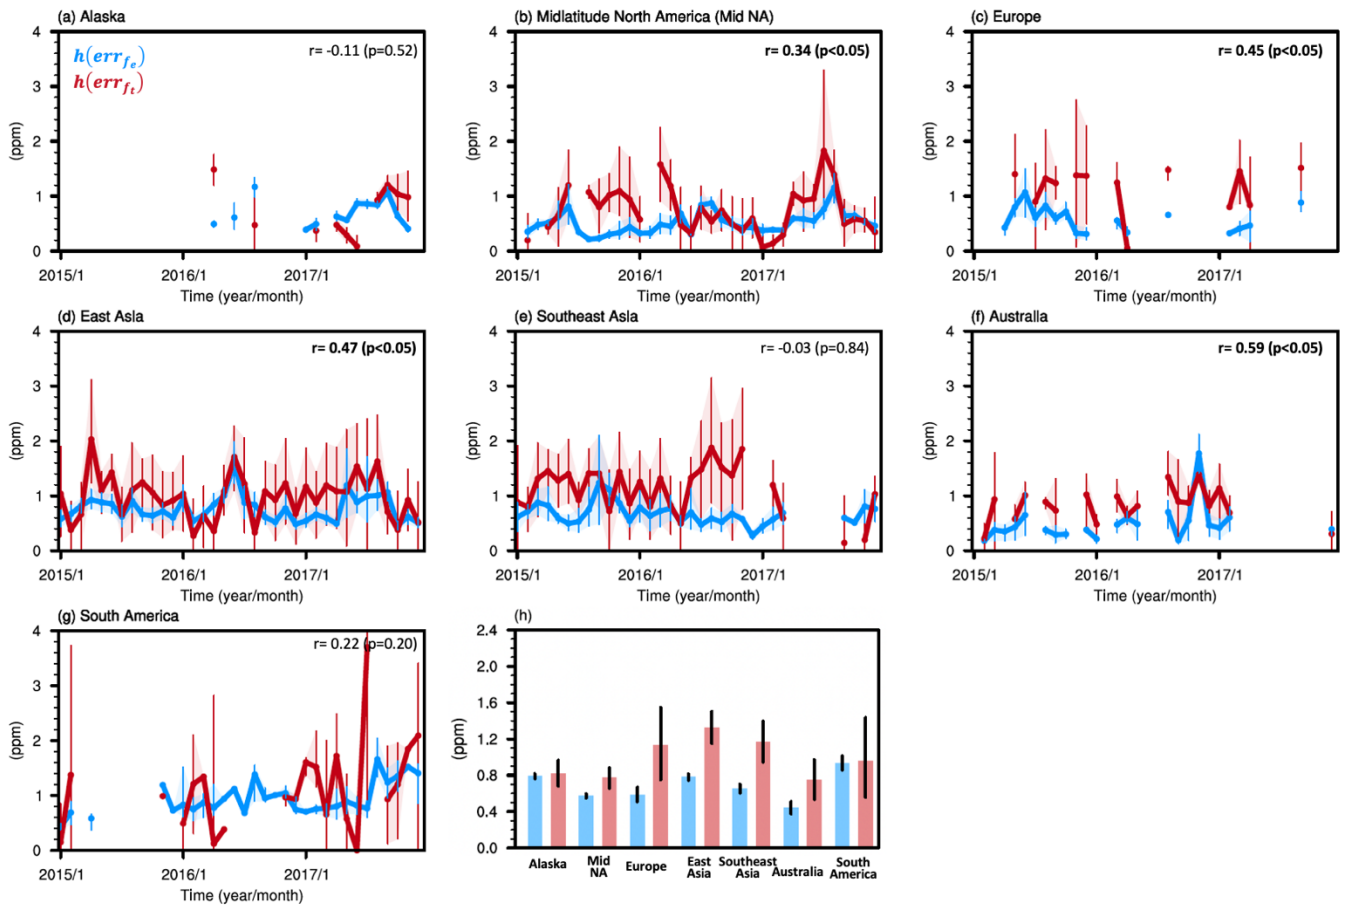 (a) Alaska
(b) Midlatitude North America (Mid NA)
(c) Europe
4
3
2
1
0
(ppm)
h(err_{f_e})
h(err_{f_t})
r= -0.11 (p=0.52)
2015/1 2016/1 2017/1
Time (year/month)
4
3
2
1
0
(ppm)
r= 0.34 (p<0.05)
2015/1 2016/1 2017/1
Time (year/month)
4
3
2
1
0
(ppm)
r= 0.45 (p<0.05)
2015/1 2016/1 2017/1
Time (year/month)
(d) East Asia
(e) Southeast Asia
(f) Australla
4
3
2
1
0
(ppm)
r= 0.47 (p<0.05)
2015/1 2016/1 2017/1
Time (year/month)
4
3
2
1
0
(ppm)
r= -0.03 (p=0.84)
2015/1 2016/1 2017/1
Time (year/month)
4
3
2
1
0
(ppm)
r= 0.59 (p<0.05)
2015/1 2016/1 2017/1
Time (year/month)
(g) South America
(h)
4
3
2
1
0
(ppm)
r= 0.22 (p=0.20)
2015/1 2016/1 2017/1
Time (year/month)
2.4
2.0
1.6
1.2
0.8
0.4
0.0
(ppm)
Alaska
Mid
NA
Europe
East
Asia
Southeast
Asia
Australia
South
America